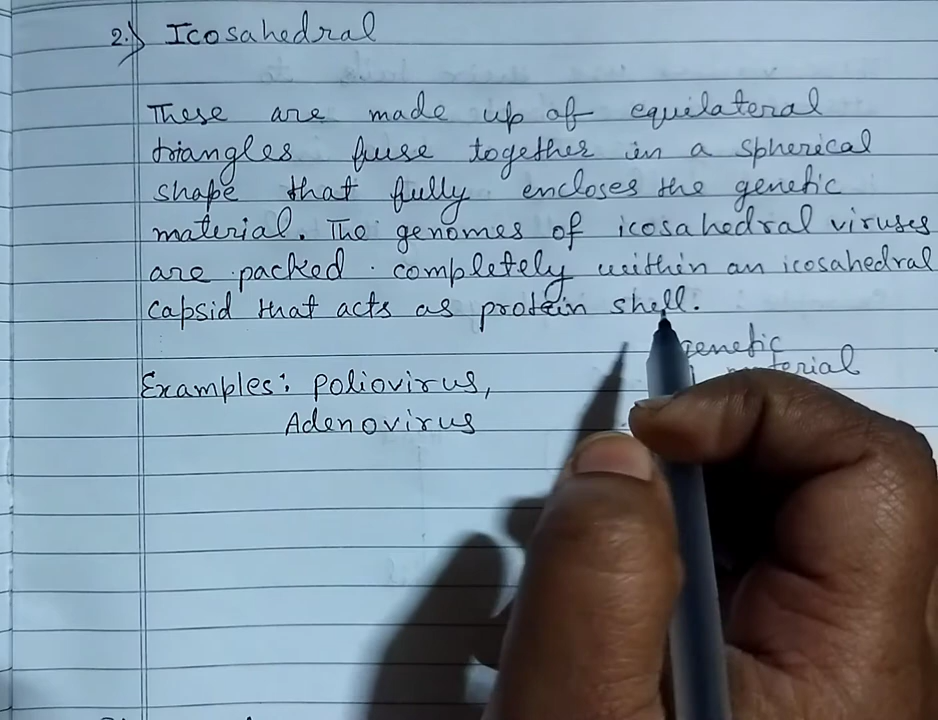 2.) Icosahedral
These are made up of equilateral
triangles fuse together in a spherical
shape that fully encloses the genetic
material. The genomes of icosahedral viruses
are packed completely within an icosahedral
capsid that acts as protein shell.
genetic
material
Examples: Poliovirus,
Adenovirus